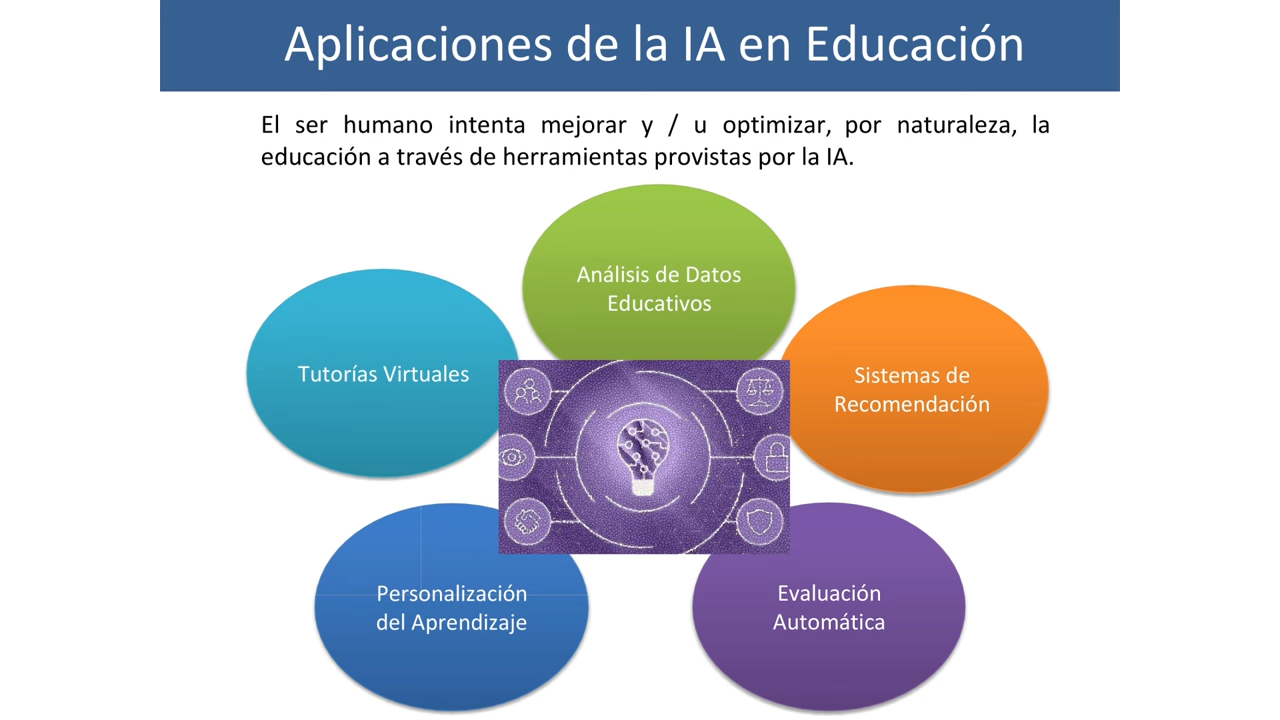 Aplicaciones de la IA en Educación
El ser humano intenta mejorar y / u optimizar, por naturaleza, la
educación a través de herramientas provistas por la IA.
Análisis de Datos
Educativos
Tutorías Virtuales
Sistemas de
Recomendación
Personalización
del Aprendizaje
Evaluación
Automática